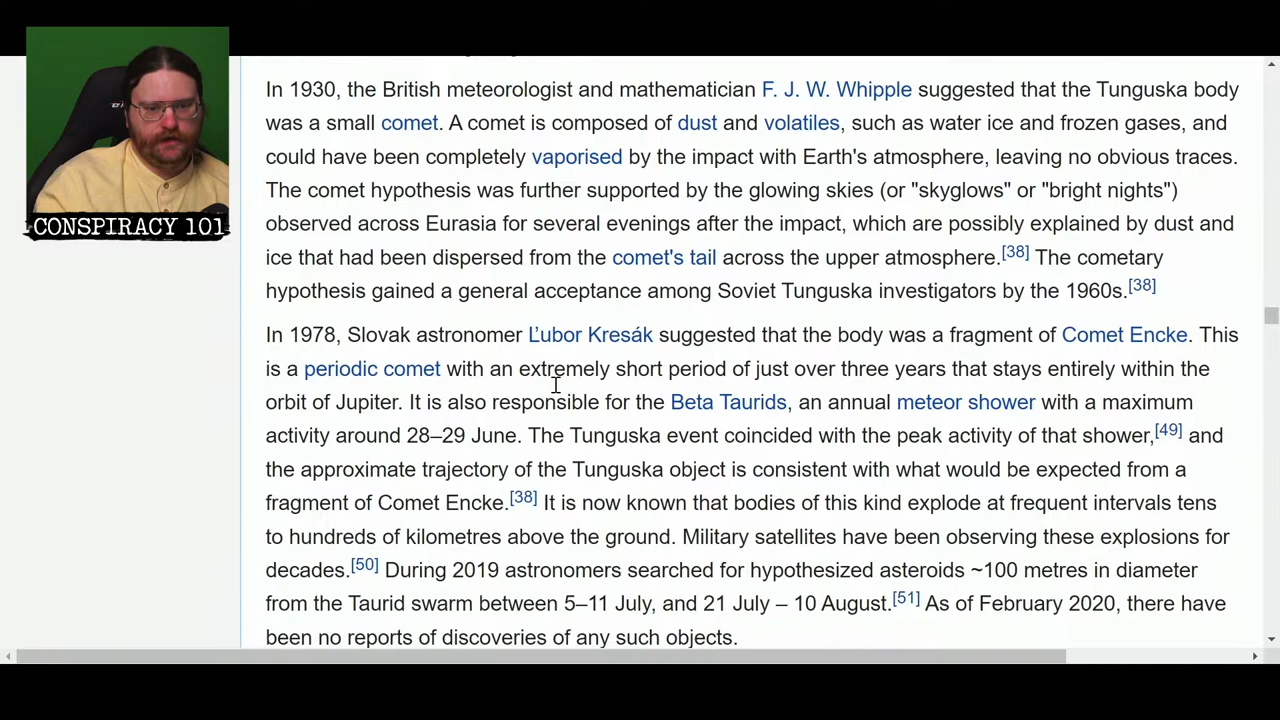 CONSPIRACY 101
In 1930, the British meteorologist and mathematician F. J. W. Whipple suggested that the Tunguska body
was a small comet. A comet is composed of dust and volatiles, such as water ice and frozen gases, and
could have been completely vaporised by the impact with Earth's atmosphere, leaving no obvious traces.
The comet hypothesis was further supported by the glowing skies (or "skyglows" or "bright nights")
observed across Eurasia for several evenings after the impact, which are possibly explained by dust and
ice that had been dispersed from the comet's tail across the upper atmosphere.[38] The cometary
hypothesis gained a general acceptance among Soviet Tunguska investigators by the 1960s.[38]
In 1978, Slovak astronomer Ľubor Kresák suggested that the body was a fragment of Comet Encke. This
is a periodic comet with an extremely short period of just over three years that stays entirely within the
orbit of Jupiter. It is also responsible for the Beta Taurids, an annual meteor shower with a maximum
activity around 28–29 June. The Tunguska event coincided with the peak activity of that shower,[49] and
the approximate trajectory of the Tunguska object is consistent with what would be expected from a
fragment of Comet Encke.[38] It is now known that bodies of this kind explode at frequent intervals tens
to hundreds of kilometres above the ground. Military satellites have been observing these explosions for
decades.[50] During 2019 astronomers searched for hypothesized asteroids ~100 metres in diameter
from the Taurid swarm between 5–11 July, and 21 July – 10 August.[51] As of February 2020, there have
been no reports of discoveries of any such objects.